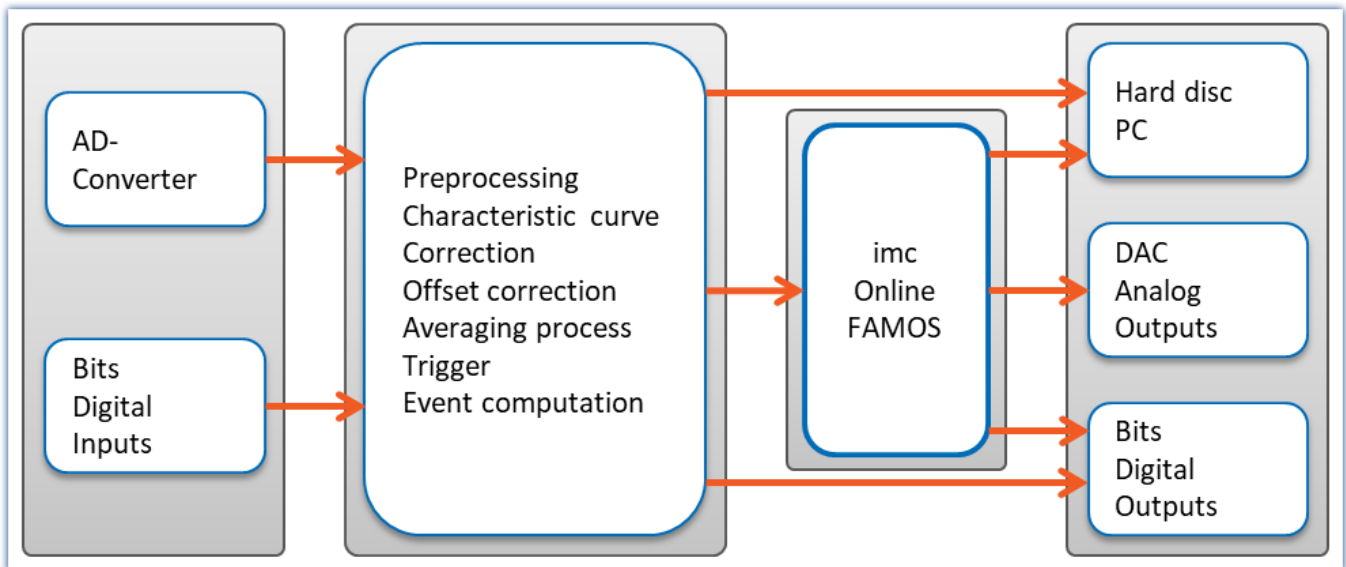 AD-
Converter
Bits
Digital
Inputs
Preprocessing
Characteristic curve
Correction
Offset correction
Averaging process
Trigger
Event computation
imc
Online
FAMOS
Hard disc
PC
DAC
Analog
Outputs
Bits
Digital
Outputs